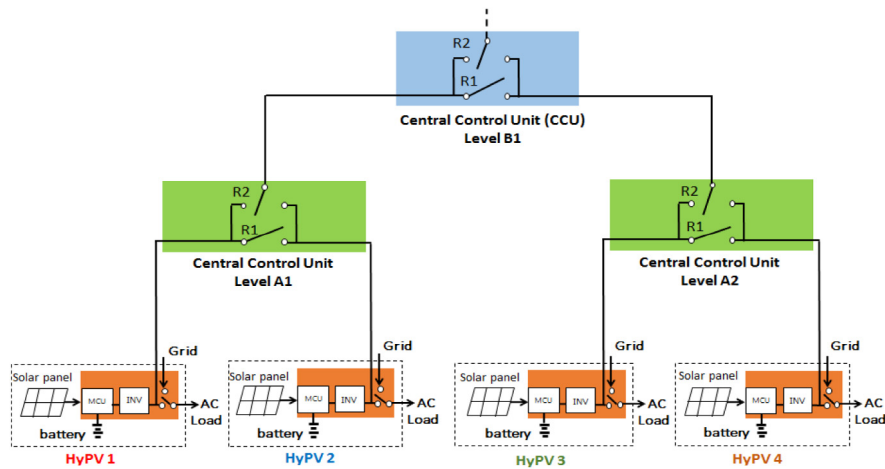 R2
R1
Central Control Unit (CCU)
Level B1
R2
R1
Central Control Unit
Level A1
R2
R1
Central Control Unit
Level A2
Grid
Solar panel
MCU
INV
AC
Load
battery
HyPV 1
Grid
Solar panel
MCU
INV
AC
Load
battery
HyPV 2
Grid
Solar panel
MCU
INV
AC
Load
battery
HyPV 3
Grid
Solar panel
MCU
INV
AC
Load
battery
HyPV 4